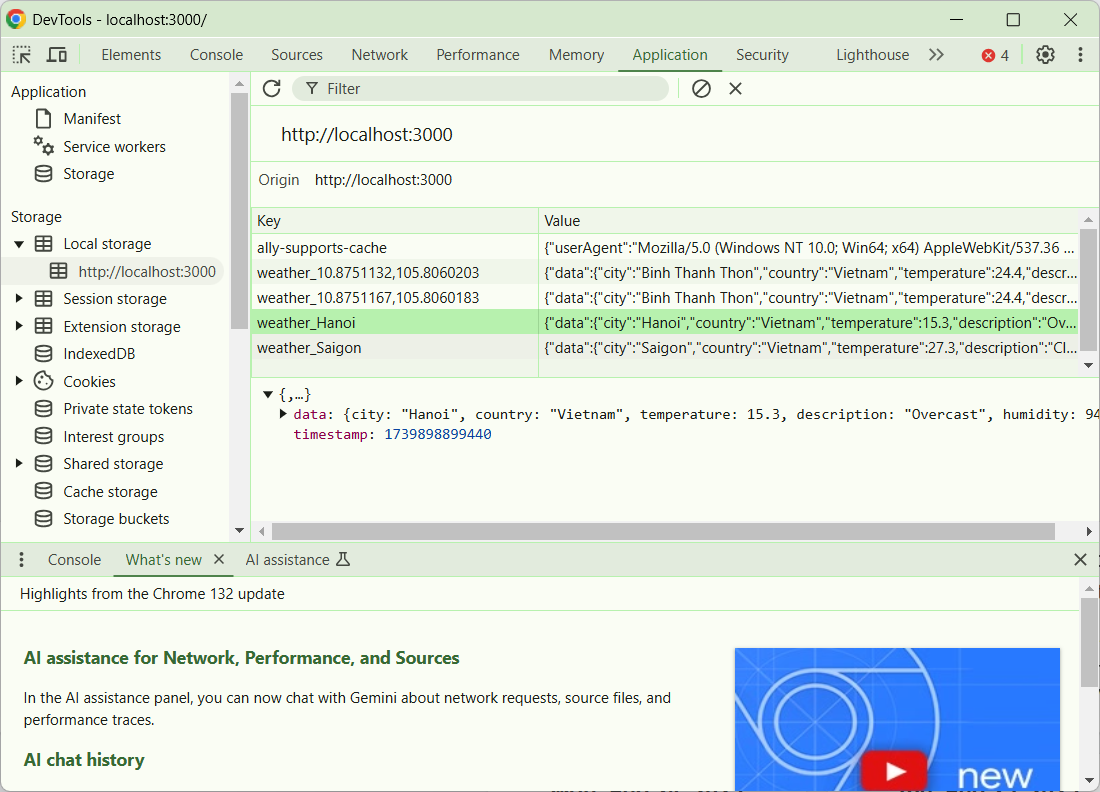 DevTools - localhost:3000/
Elements Console Sources Network Performance Memory Application Security Lighthouse 4
Application
Manifest
Service workers
Storage
Storage
Local storage
http://localhost:3000
Session storage
Extension storage
IndexedDB
Cookies
Private state tokens
Interest groups
Shared storage
Cache storage
Storage buckets
Filter
http://localhost:3000
Origin http://localhost:3000
Key Value
ally-supports-cache {"userAgent":"Mozilla/5.0 (Windows NT 10.0; Win64; x64) AppleWebKit/537.36 ...
weather_10.8751132,105.8060203 {"data":{"city":"Binh Thanh Thon","country":"Vietnam","temperature":24.4,"descr...
weather_10.8751167,105.8060183 {"data":{"city":"Binh Thanh Thon","country":"Vietnam","temperature":24.4,"descr...
weather_Hanoi {"data":{"city":"Hanoi","country":"Vietnam","temperature":15.3,"description":"Ov...
weather_Saigon {"data":{"city":"Saigon","country":"Vietnam","temperature":27.3,"description":"Cl...
{,…}
data: {city: "Hanoi", country: "Vietnam", temperature: 15.3, description: "Overcast", humidity: 94
timestamp: 1739898899440
Console What's new AI assistance
Highlights from the Chrome 132 update
AI assistance for Network, Performance, and Sources
In the AI assistance panel, you can now chat with Gemini about network requests, source files, and
performance traces.
AI chat history
new